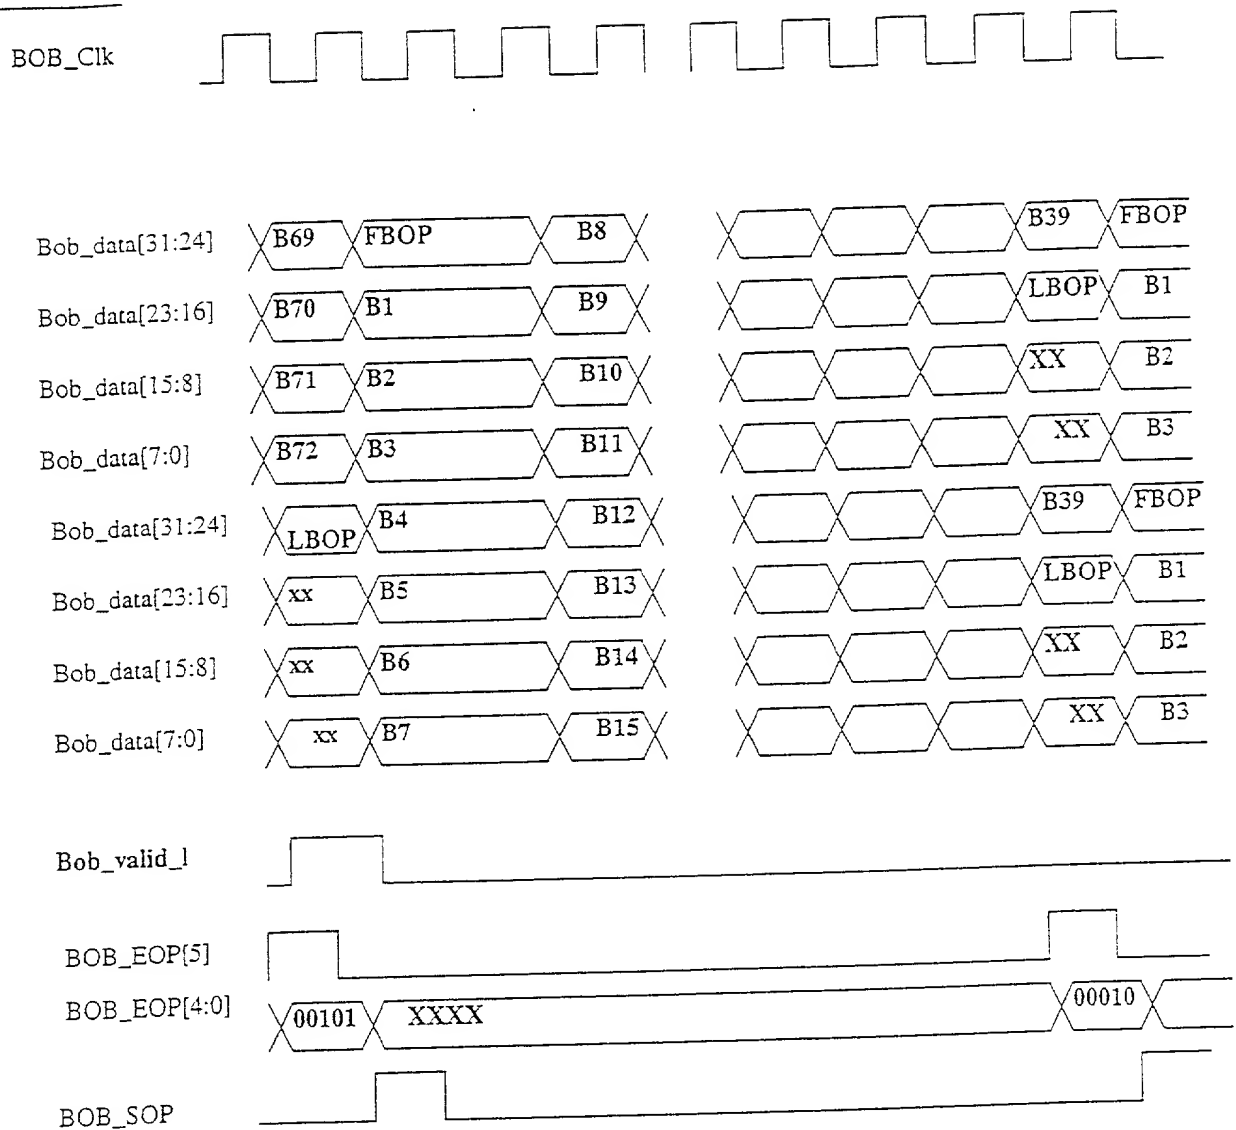 BOB_Clk
Bob_data[31:24] B69 FBOP B8 B39 FBOP
Bob_data[23:16] B70 B1 B9 LBOP B1
Bob_data[15:8] B71 B2 B10 XX B2
Bob_data[7:0] B72 B3 B11 XX B3
Bob_data[31:24] LBOP B4 B12 B39 FBOP
Bob_data[23:16] xx B5 B13 LBOP B1
Bob_data[15:8] xx B6 B14 XX B2
Bob_data[7:0] xx B7 B15 XX B3
Bob_valid_l
BOB_EOP[5]
BOB_EOP[4:0] 00101 XXXX 00010
BOB_SOP